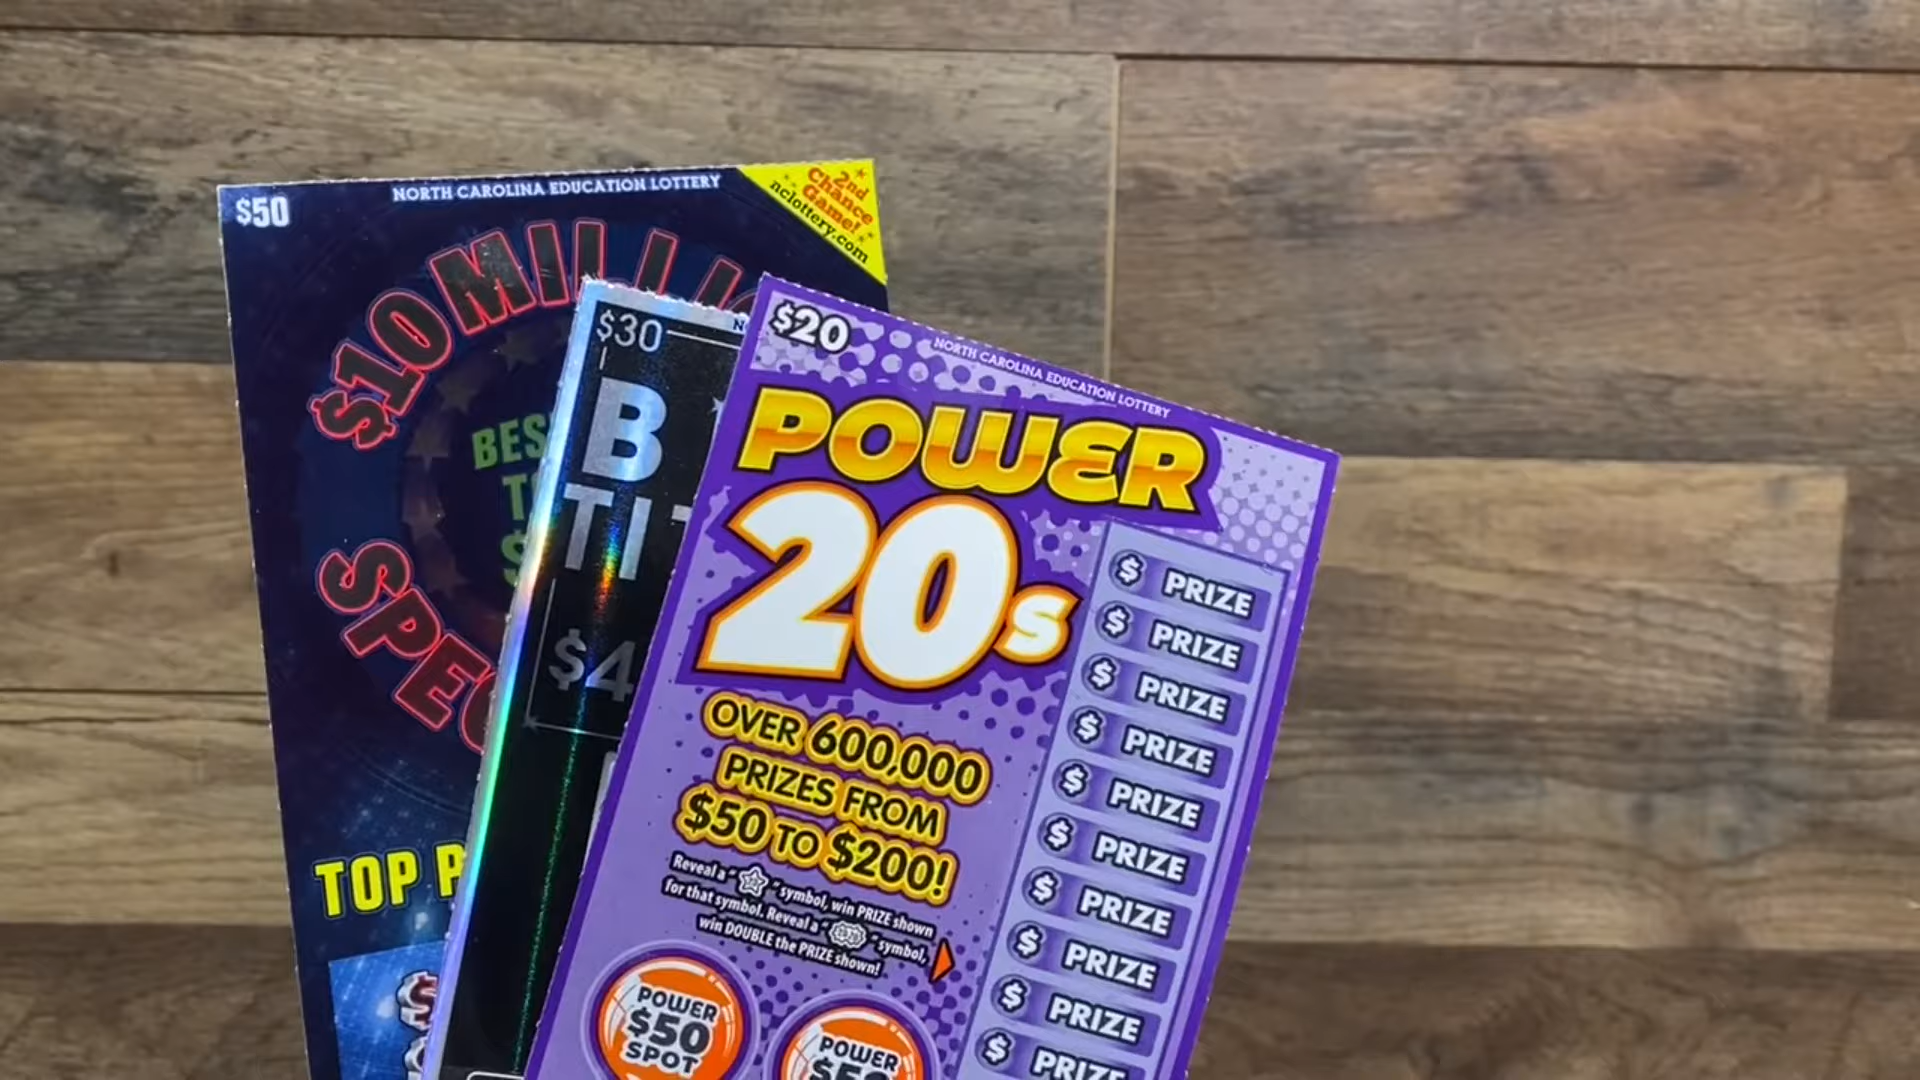 $50
NORTH CAROLINA EDUCATION LOTTERY
2nd
Chance
Game!
nclottery.com
$10 MILLI
BES
SPE
TOP P
$30
B
TI
$4
$20
NORTH CAROLINA EDUCATION LOTTERY
POWER
20s
OVER 600,000
PRIZES FROM
$50 TO $200!
Reveal a " " symbol, win PRIZE shown
for that symbol. Reveal a " " symbol,
win DOUBLE the PRIZE shown!
POWER
$50
SPOT
POWER
$ PRIZE
$ PRIZE
$ PRIZE
$ PRIZE
$ PRIZE
$ PRIZE
$ PRIZE
$ PRIZE
$ PRIZE
$ PRIZE